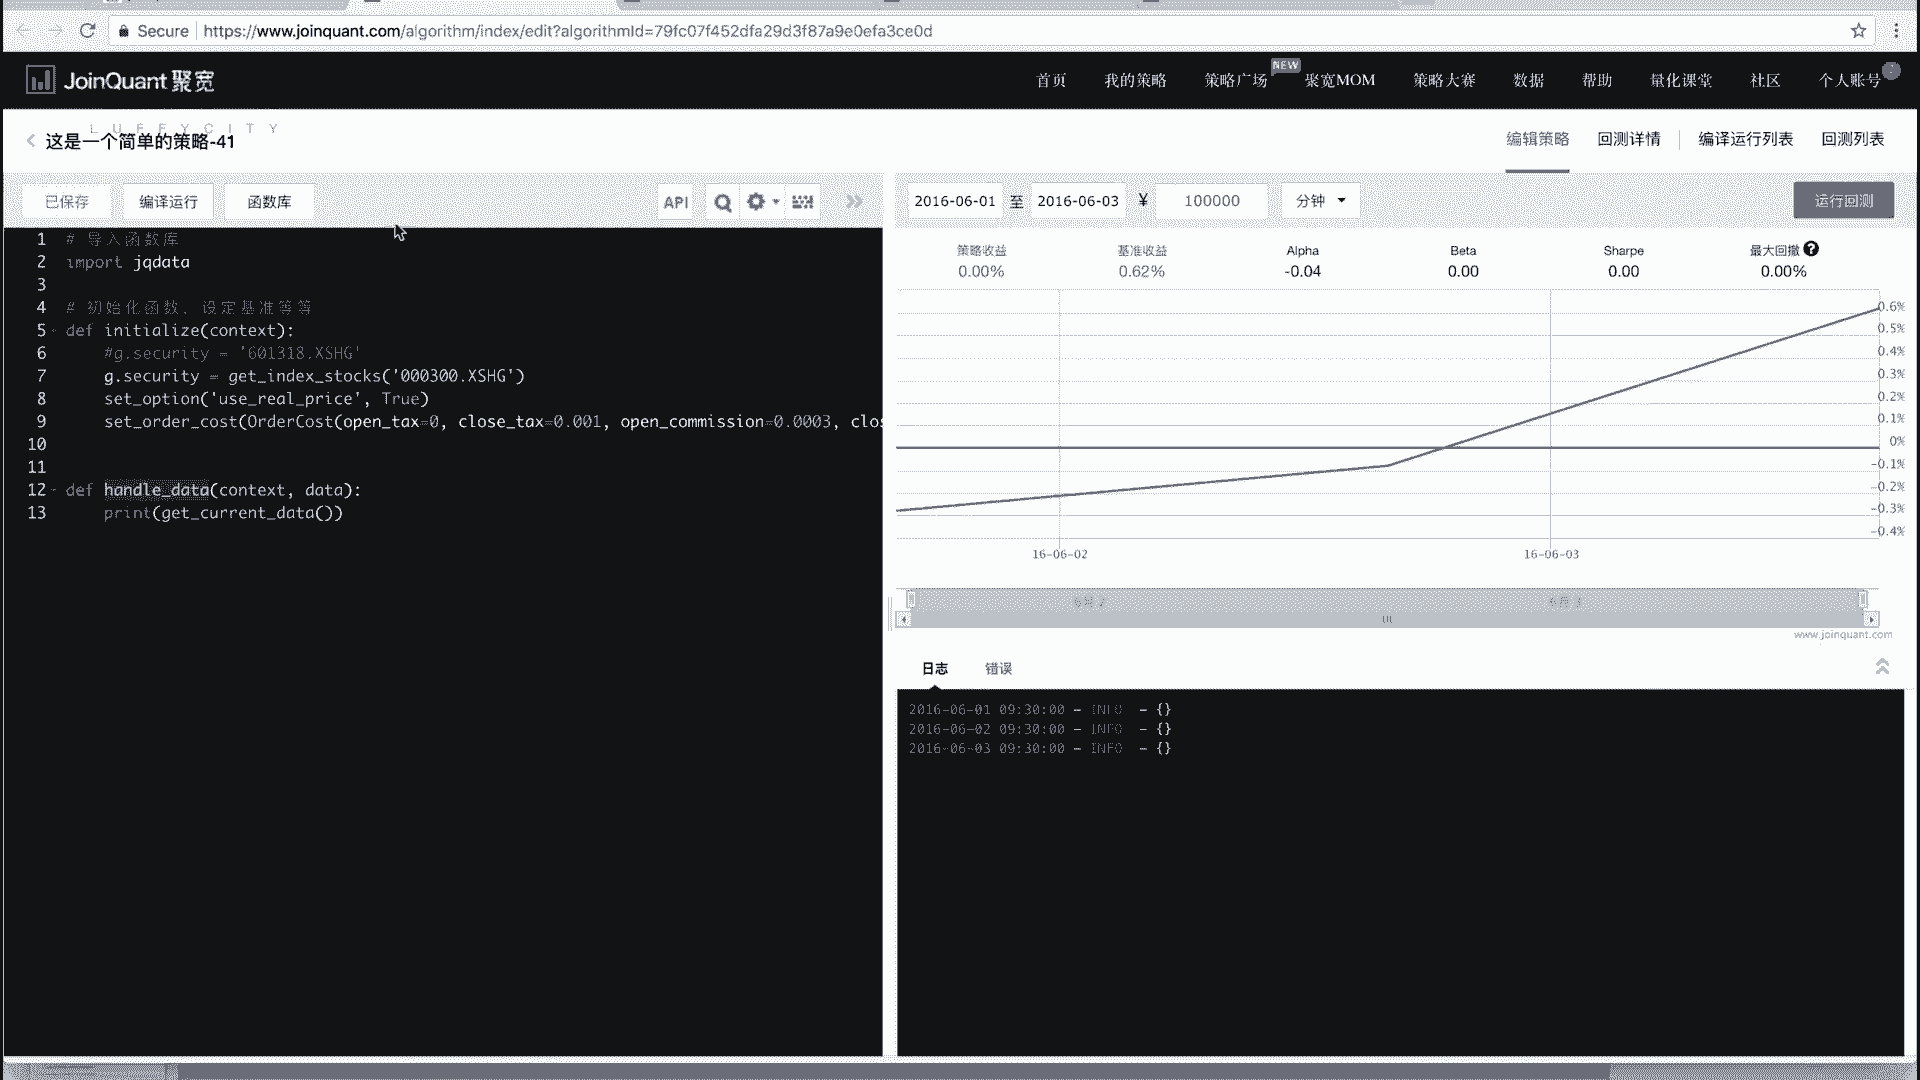 Secure https://www.joinquant.com/algorithm/index/edit?algorithmId=79fc07f452dfa29d3f87a9e0efa3ce0d
JoinQuant 聚宽
首页 我的策略 策略广场 NEW 聚宽MOM 策略大赛 数据 帮助 量化课堂 社区 个人账号
LUFFYCITY
这是一个简单的策略-41
编辑策略 回测详情 编译运行列表 回测列表
已保存 编译运行 函数库 API
2016-06-01 至 2016-06-03 ¥ 100000 分钟 运行回测
1 # 导入函数库
2 import jqdata
3
4 # 初始化函数，设定基准等等
5 def initialize(context):
6 #g.security = '601318.XSHG'
7 g.security = get_index_stocks('000300.XSHG')
8 set_option('use_real_price', True)
9 set_order_cost(OrderCost(open_tax=0, close_tax=0.001, open_commission=0.0003, clos
10
11
12 def handle_data(context, data):
13 print(get_current_data())
策略收益 基准收益 Alpha Beta Sharpe 最大回撤
0.00% 0.62% -0.04 0.00 0.00 0.00%
0.6%
0.5%
0.4%
0.3%
0.2%
0.1%
0%
-0.1%
-0.2%
-0.3%
-0.4%
16-06-02 16-06-03
6月 2 6月 3
www.joinquant.com
日志 错误
2016-06-01 09:30:00 - INFO - {}
2016-06-02 09:30:00 - INFO - {}
2016-06-03 09:30:00 - INFO - {}